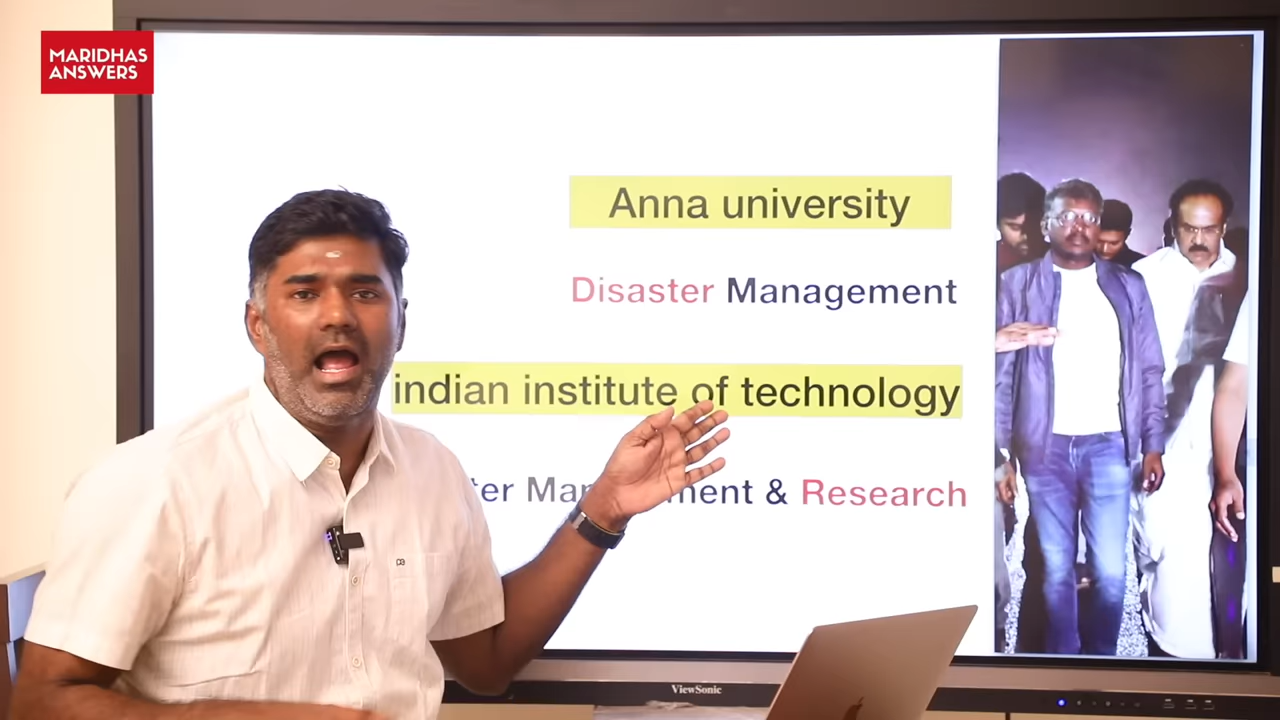 MARIDHAS
ANSWERS
Anna university
Disaster Management
indian institute of technology
& Research
ViewSonic